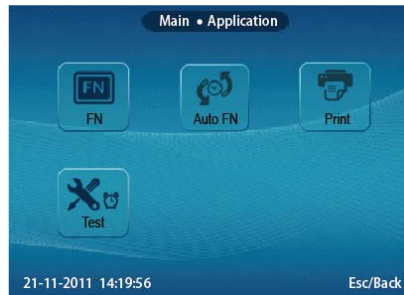 Main • Application
FN
FN Auto FN Print
Test
21-11-2011 14:19:56 Esc/Back